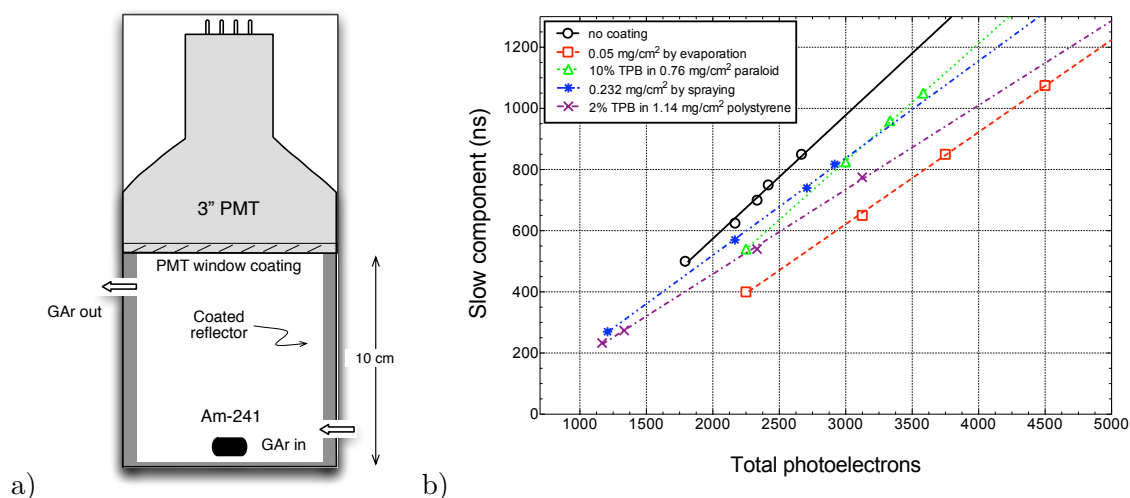 3” PMT
PMT window coating
GAr out
Coated
reflector
10 cm
Am-241
GAr in
a)
no coating
0.05 mg/cm² by evaporation
10% TPB in 0.76 mg/cm² paraloid
0.232 mg/cm² by spraying
2% TPB in 1.14 mg/cm² polystyrene
Slow component (ns)
1200
1000
800
600
400
200
0
1000 1500 2000 2500 3000 3500 4000 4500 5000
Total photoelectrons
b)